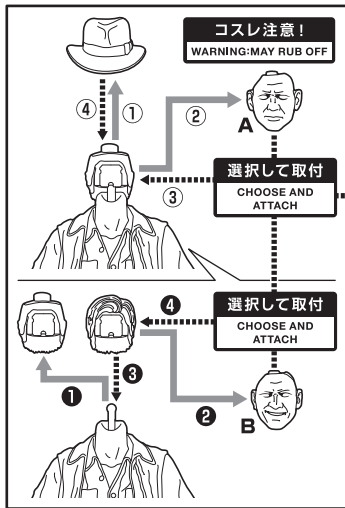 コスレ注意！
WARNING:MAY RUB OFF
④
①
②
A
選択して取付
CHOOSE AND
ATTACH
③
選択して取付
CHOOSE AND
ATTACH
❹
❸
❶
❷
B